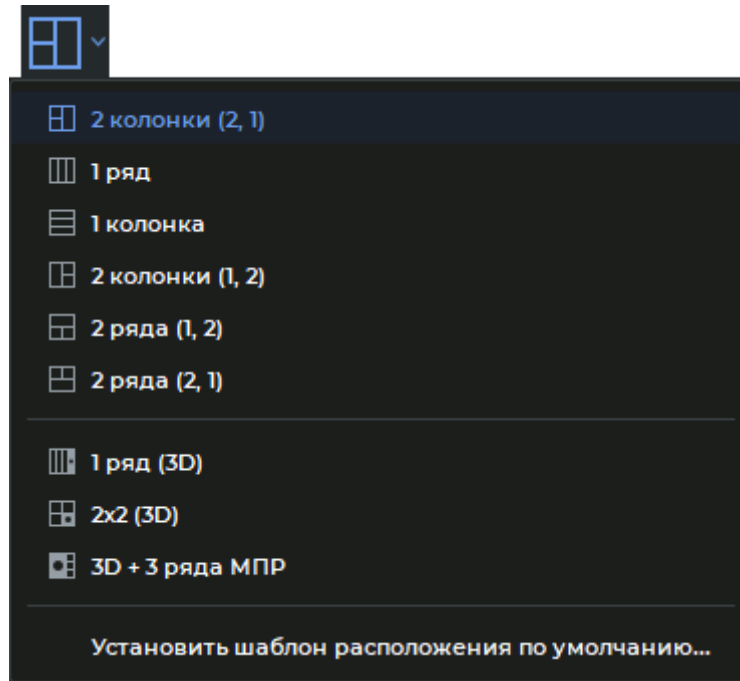 2 колонки (2, 1)
1 ряд
1 колонка
2 колонки (1, 2)
2 ряда (1, 2)
2 ряда (2, 1)
1 ряд (3D)
2x2 (3D)
3D + 3 ряда МПР
Установить шаблон расположения по умолчанию...